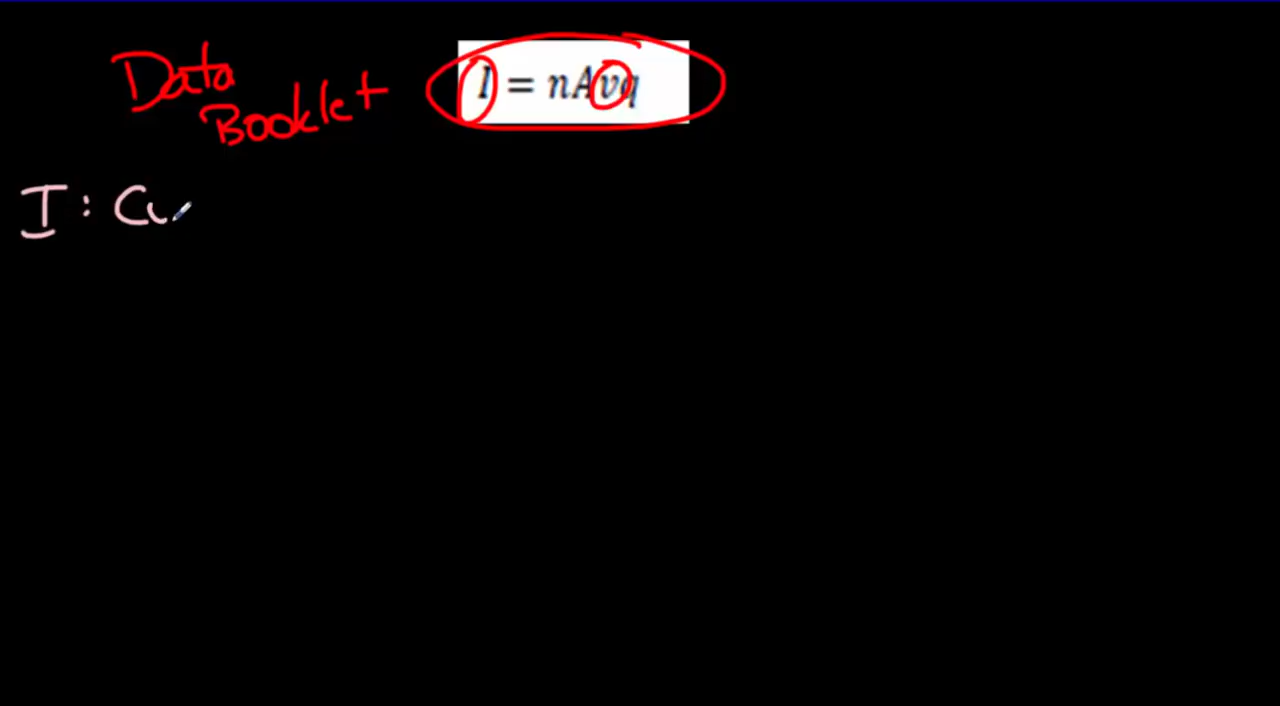 Data
Booklet
I = nAvq
I : Cu